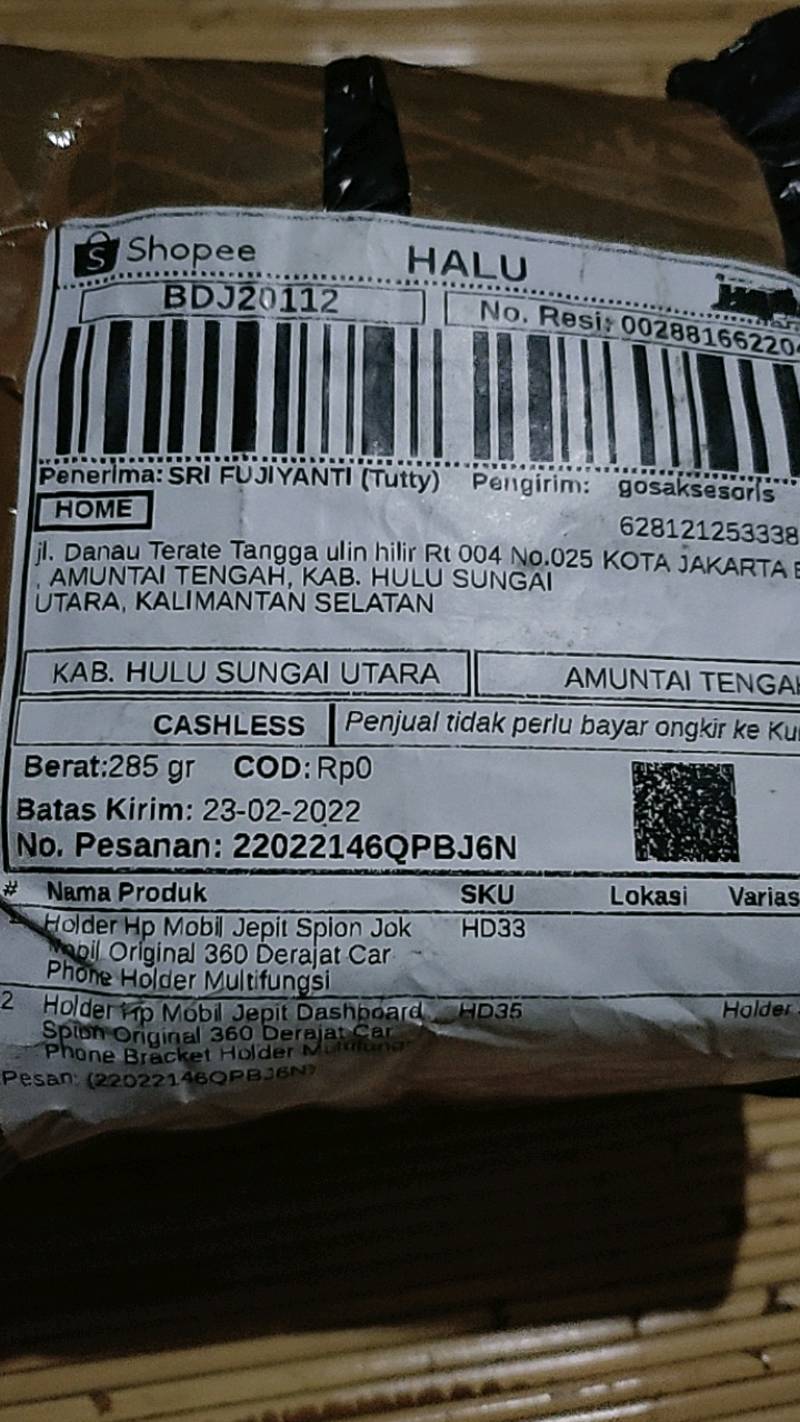 Shopee HALU
BDJ20112
No. Resi: 00288166220
Penerima: SRI FUJIYANTI (Tutty) Pengirim: gosaksesoris
HOME
628121253338
jl. Danau Terate Tangga ulin hilir Rt 004 No.025 KOTA JAKARTA
, AMUNTAI TENGAH, KAB. HULU SUNGAI
UTARA, KALIMANTAN SELATAN
KAB. HULU SUNGAI UTARA AMUNTAI TENGAH
CASHLESS Penjual tidak perlu bayar ongkir ke Ku
Berat:285 gr COD: Rp0
Batas Kirim: 23-02-2022
No. Pesanan: 22022146QPBJ6N
# Nama Produk SKU Lokasi Varias
Holder Hp Mobil Jepit Spion Jok HD33
Mobil Original 360 Derajat Car
Phone Holder Multifungsi
2 Holder Hp Mobil Jepit Dashboard HD35 Holder
Spion Original 360 Derajat Car
Phone Bracket Holder
Pesan: (22022146QPBJ6N)